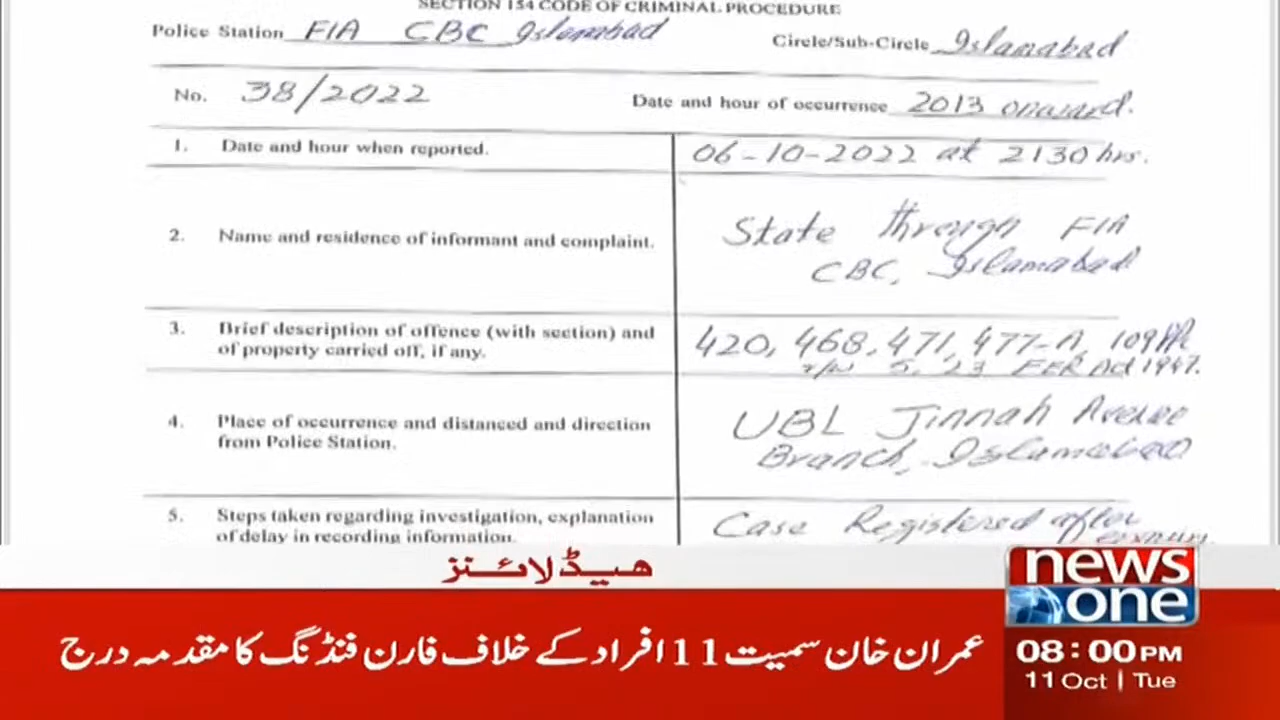 SECTION 154 CODE OF CRIMINAL PROCEDURE
Police Station FIA CBC Islamabad
Circle/Sub-Circle Islamabad
No. 38/2022
Date and hour of occurrence 2013 onward.
1. Date and hour when reported.
06-10-2022 at 2130 hrs.
2. Name and residence of informant and complaint.
State through FIA
CBC, Islamabad
3. Brief description of offence (with section) and
of property carried off, if any.
420, 468, 471, 477-A, 109
r/w 5, 23 FER Act 1947.
4. Place of occurrence and distanced and direction
from Police Station.
UBL Jinnah Avenue
Branch, Islamabad
5. Steps taken regarding investigation, explanation
of delay in recording information.
Case Registered after
ہیڈلائنز
عمران خان سمیت 11 افراد کے خلاف فارن فنڈنگ کا مقدمہ درج
news
one
08:00PM
11 Oct | Tue